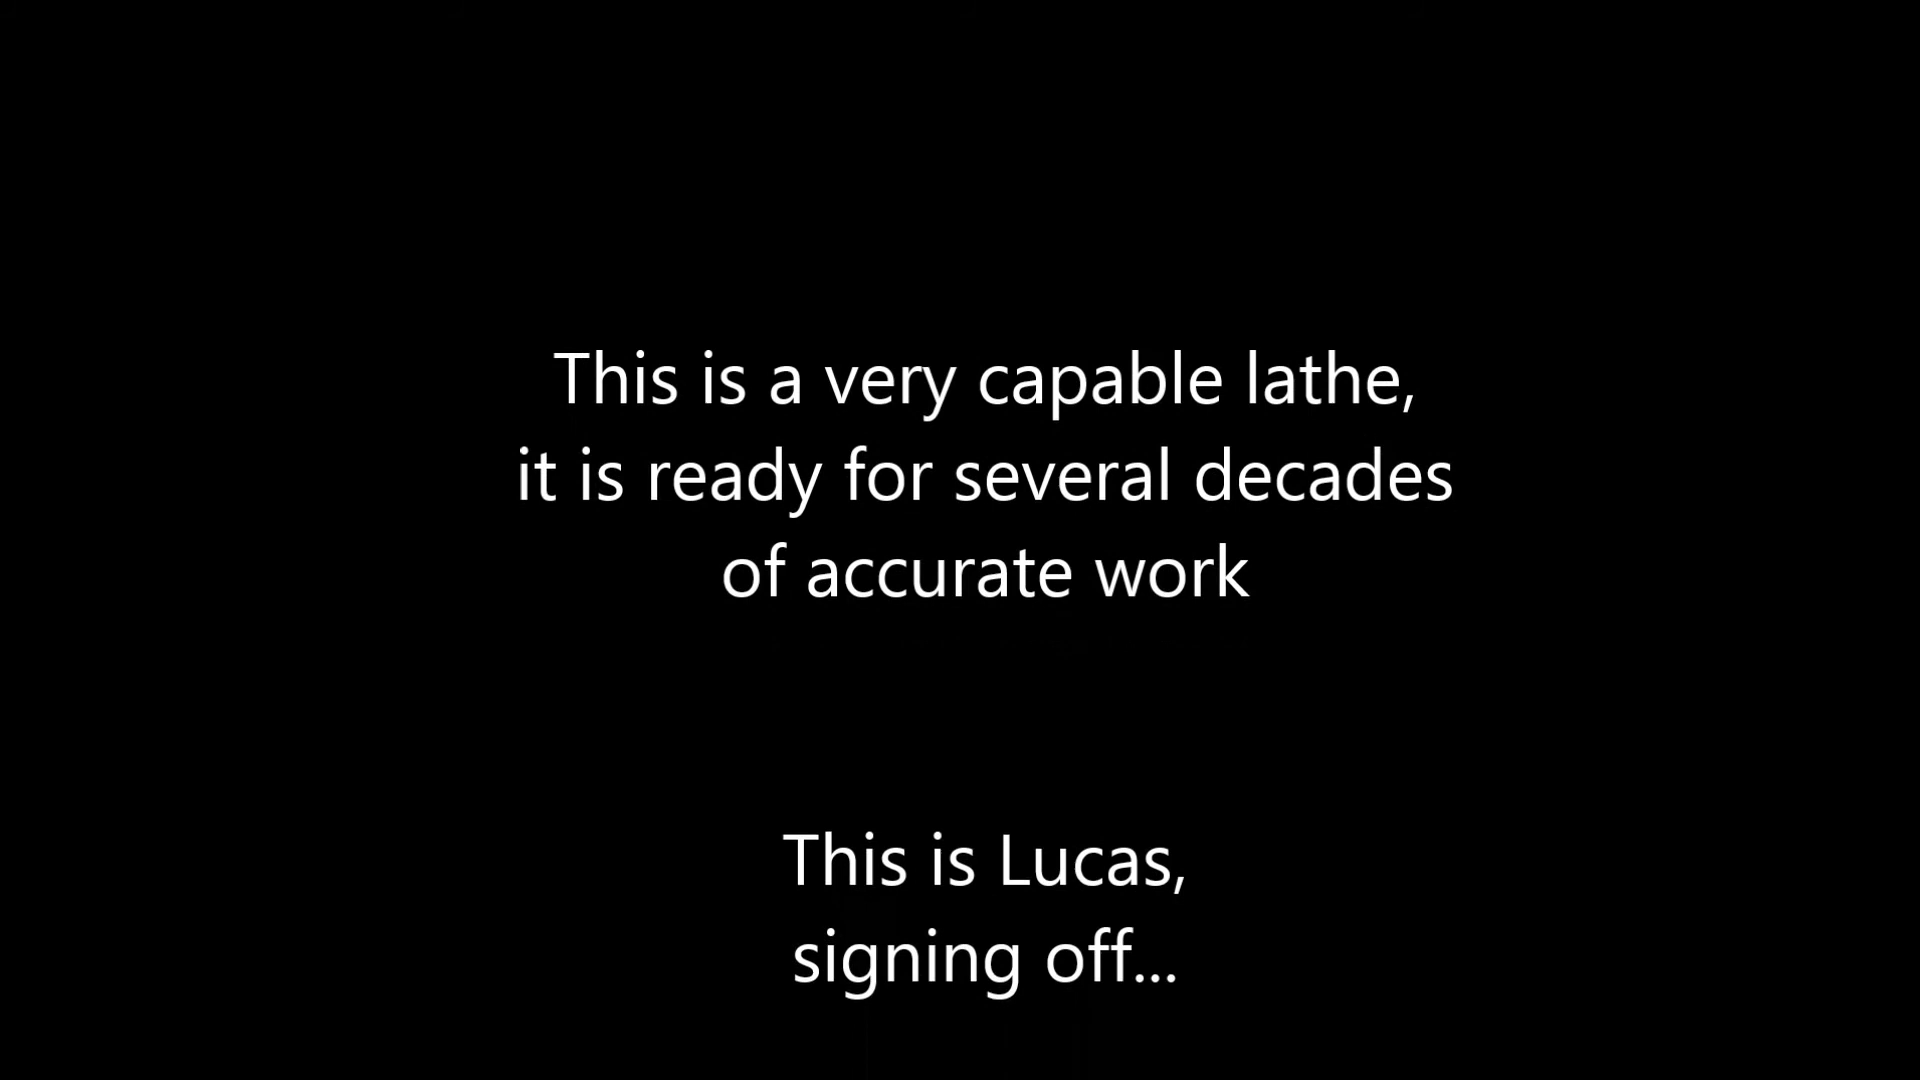 This is a very capable lathe,
it is ready for several decades
of accurate work
This is Lucas,
signing off...